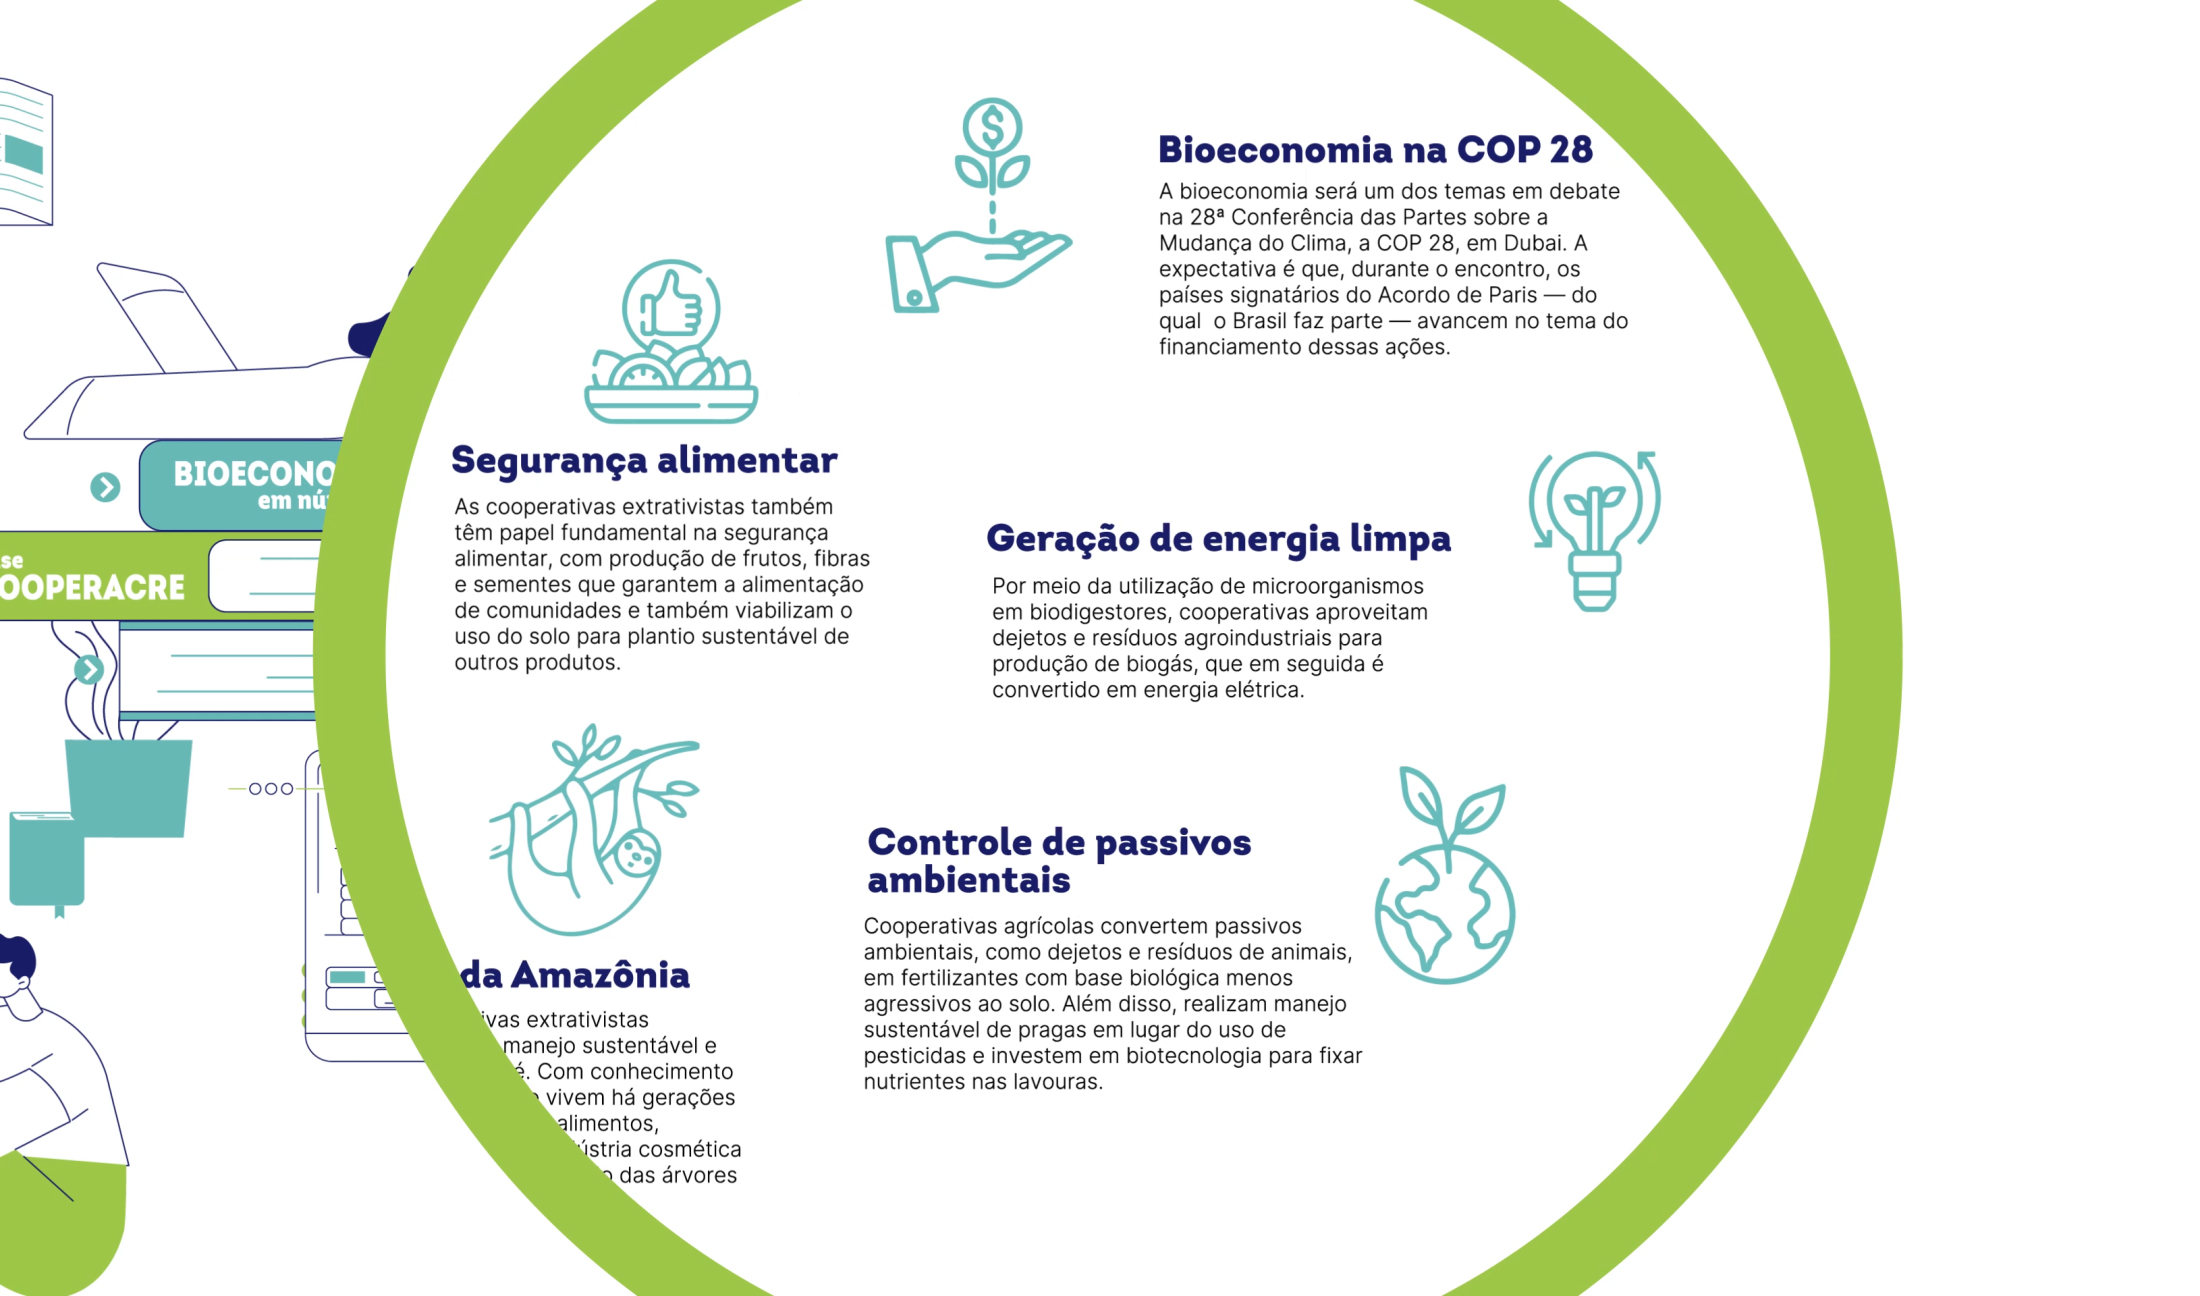 Bioeconomia na COP 28
A bioeconomia será um dos temas em debate
na 28ª Conferência das Partes sobre a
Mudança do Clima, a COP 28, em Dubai. A
expectativa é que, durante o encontro, os
países signatários do Acordo de Paris — do
qual  o Brasil faz parte — avancem no tema do
financiamento dessas ações.
Segurança alimentar
As cooperativas extrativistas também
têm papel fundamental na segurança
alimentar, com produção de frutos, fibras
e sementes que garantem a alimentação
de comunidades e também viabilizam o
uso do solo para plantio sustentável de
outros produtos.
Geração de energia limpa
Por meio da utilização de microorganismos
em biodigestores, cooperativas aproveitam
dejetos e resíduos agroindustriais para
produção de biogás, que em seguida é
convertido em energia elétrica.
Controle de passivos
ambientais
Cooperativas agrícolas convertem passivos
ambientais, como dejetos e resíduos de animais,
em fertilizantes com base biológica menos
agressivos ao solo. Além disso, realizam manejo
sustentável de pragas em lugar do uso de
pesticidas e investem em biotecnologia para fixar
nutrientes nas lavouras.
da Amazônia
ivas extrativistas
manejo sustentável e
é. Com conhecimento
vivem há gerações
alimentos,
ústria cosmética
o das árvores
BIOECONO
em nú
se
OOPERACRE
$